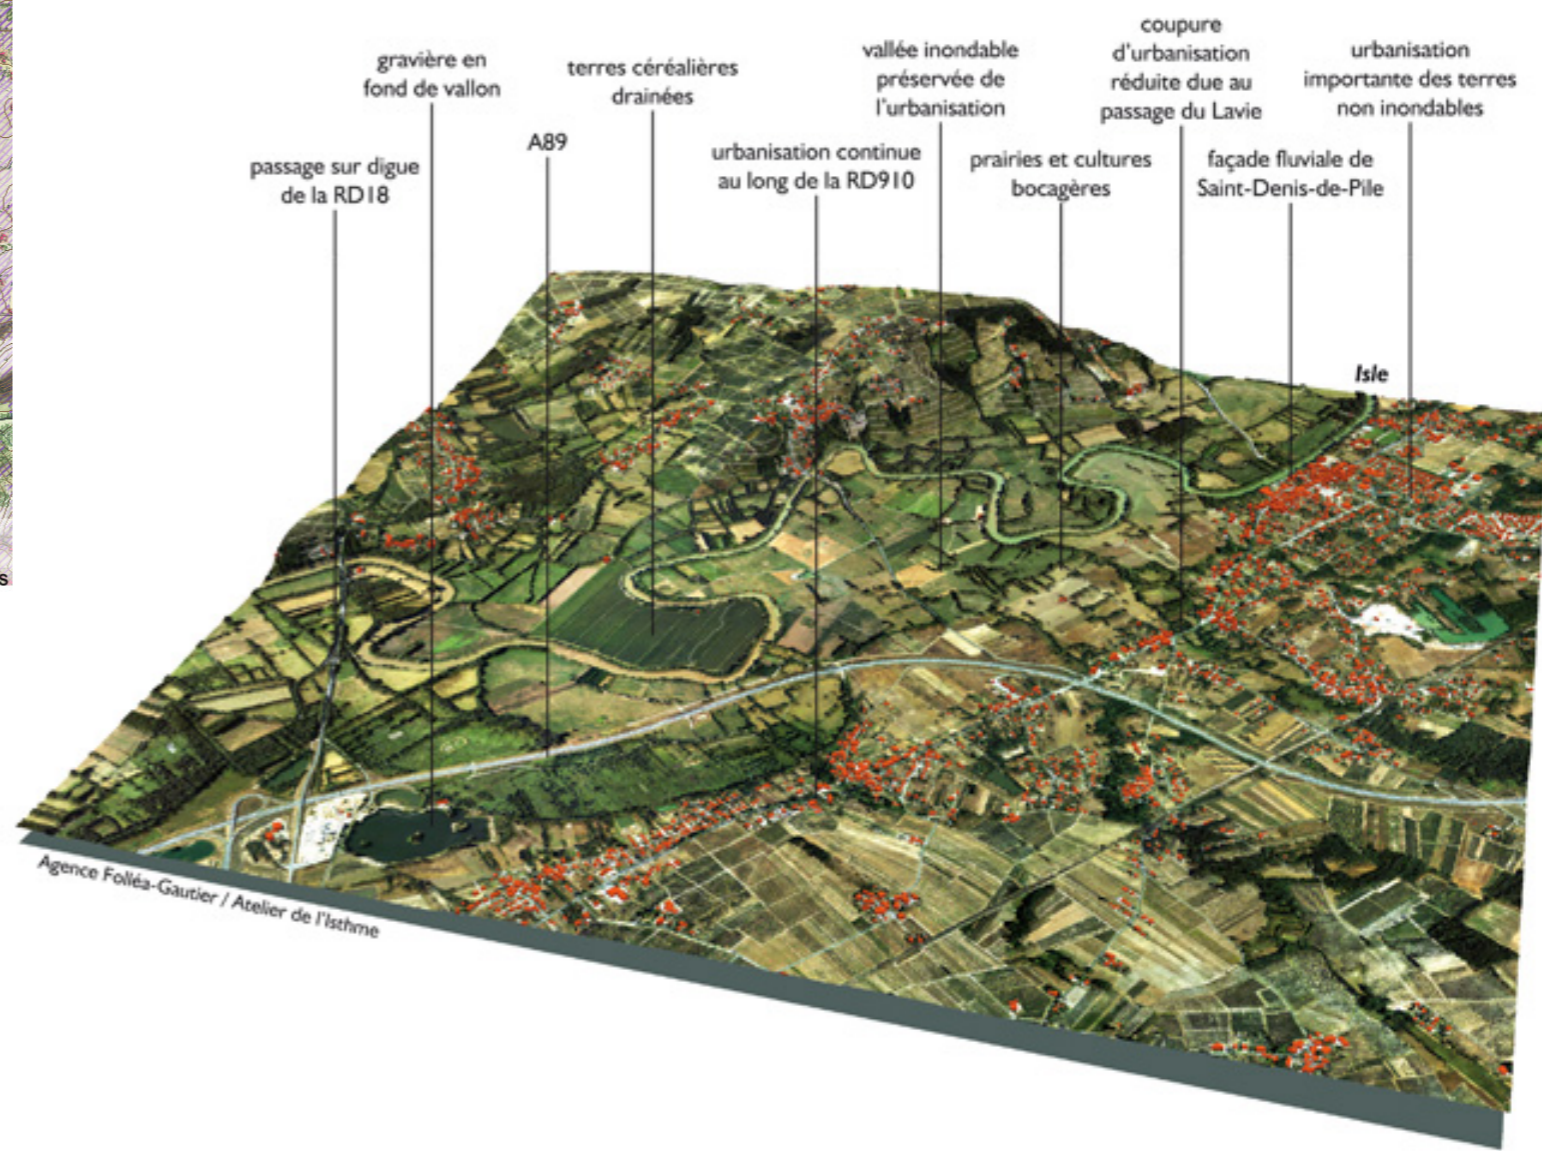 gravière en
fond de vallon
terres céréalières
drainées
vallée inondable
préservée de
l'urbanisation
coupure
d'urbanisation
réduite due au
passage du Lavie
urbanisation
importante des terres
non inondables
passage sur digue
de la RD18
A89
urbanisation continue
au long de la RD910
prairies et cultures
bocagères
façade fluviale de
Saint-Denis-de-Pile
Isle
s
Agence Folléa-Gautier / Atelier de l'Isthme